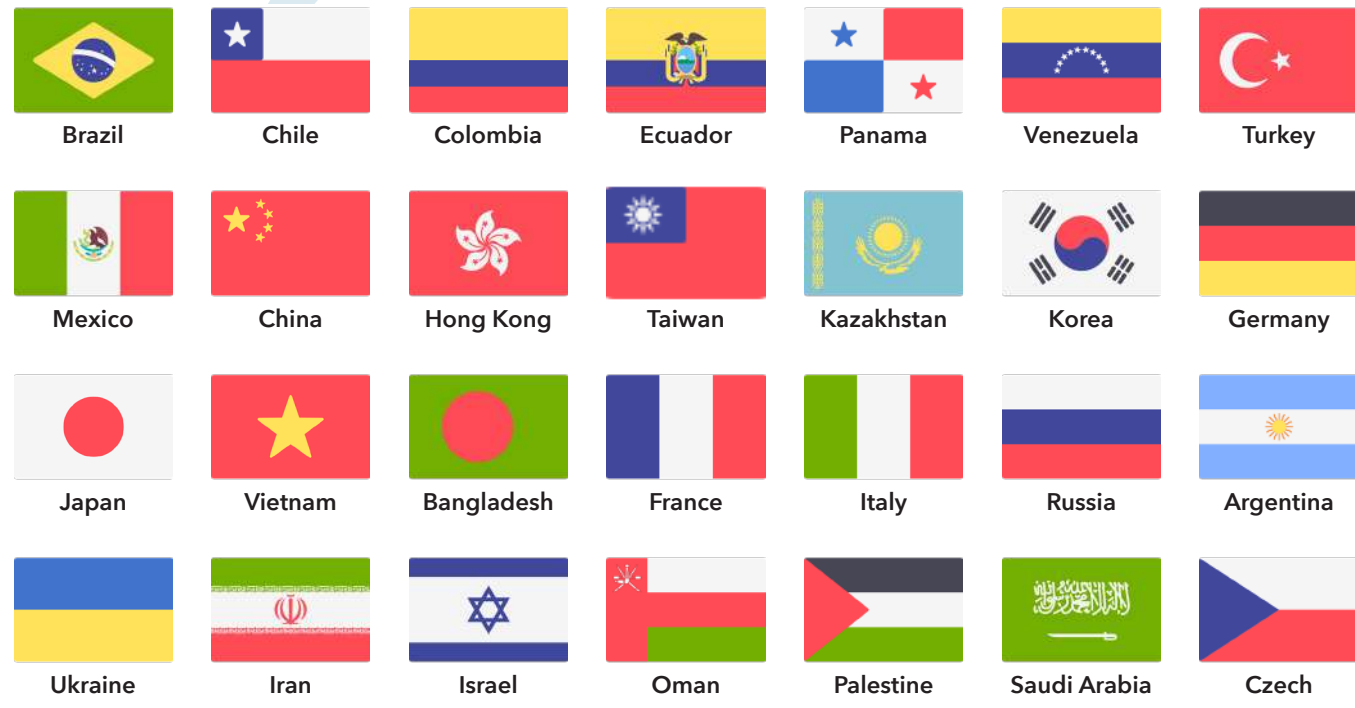 Brazil Chile Colombia Ecuador Panama Venezuela Turkey
Mexico China Hong Kong Taiwan Kazakhstan Korea Germany
Japan Vietnam Bangladesh France Italy Russia Argentina
Ukraine Iran Israel Oman Palestine Saudi Arabia Czech